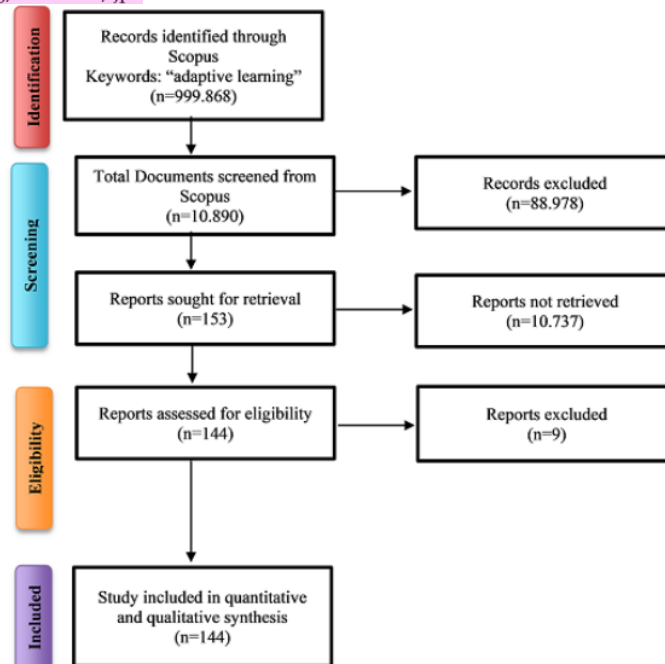 Identification
Records identified through
Scopus
Keywords: “adaptive learning”
(n=999.868)
Screening
Total Documents screened from
Scopus
(n=10.890)
Records excluded
(n=88.978)
Reports sought for retrieval
(n=153)
Reports not retrieved
(n=10.737)
Eligibility
Reports assessed for eligibility
(n=144)
Reports excluded
(n=9)
Included
Study included in quantitative
and qualitative synthesis
(n=144)